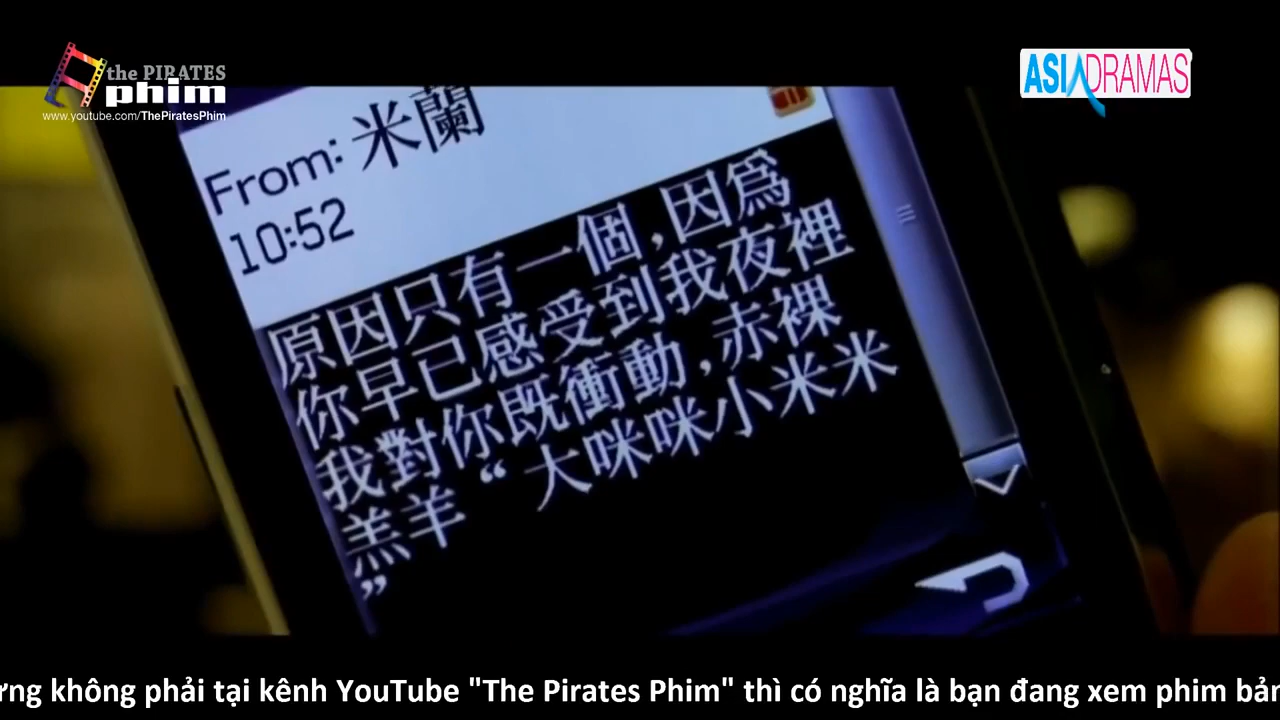 the PIRATES
phim
www.youtube.com/ThePiratesPhim
ASIADRAMAS
From: 米蘭
10:52
原因只有一個,因為
你早已感受到我夜裡
我對你既衝動,赤裸
羔羊“大咪咪小米米
”
ưng không phải tại kênh YouTube "The Pirates Phim" thì có nghĩa là bạn đang xem phim bản